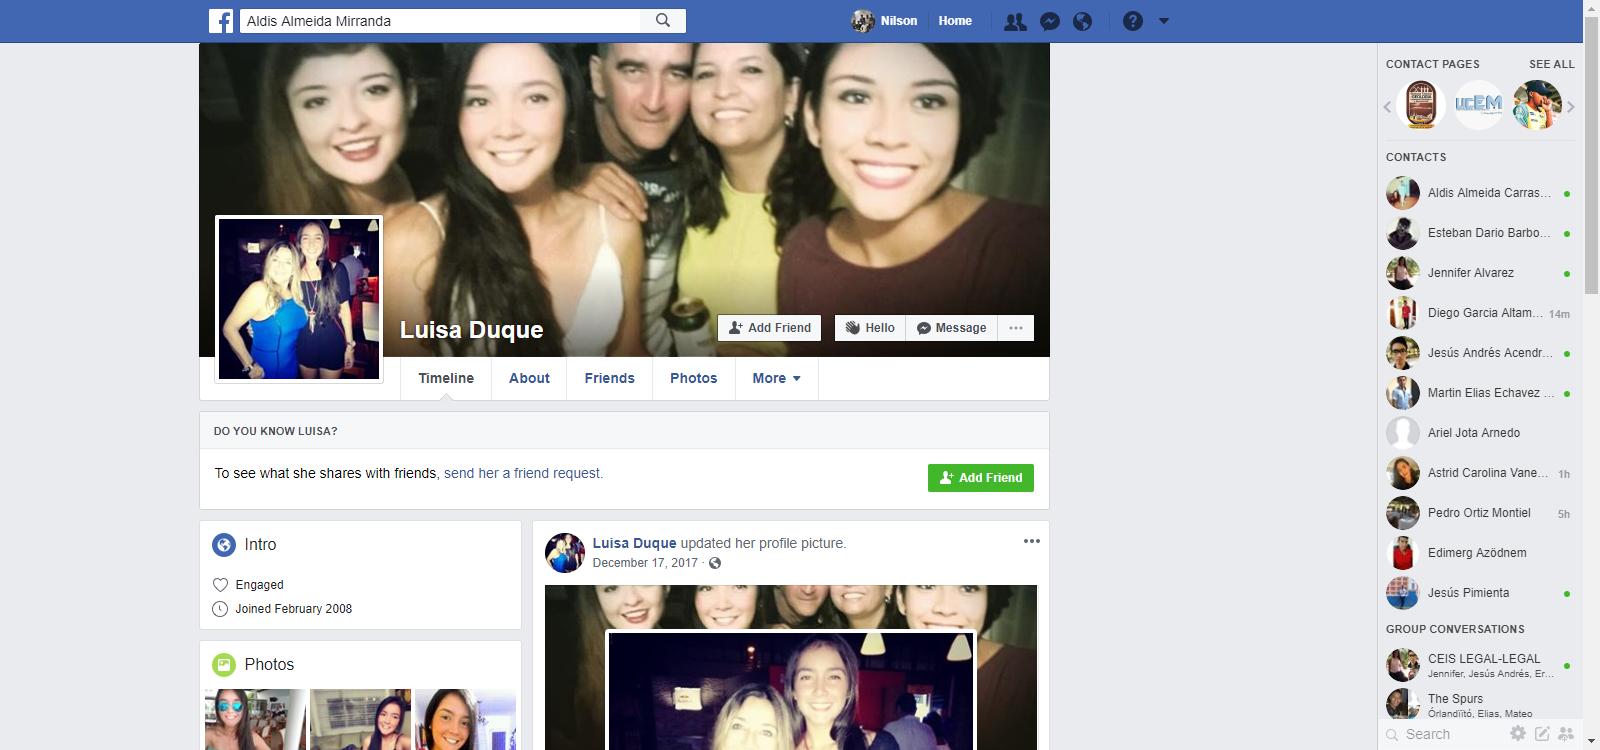 Aldis Almeida Mirranda
Nilson
Home
Luisa Duque
Add Friend
Hello
Message
Timeline
About
Friends
Photos
More
DO YOU KNOW LUISA?
To see what she shares with friends, send her a friend request.
Add Friend
Intro
Engaged
Joined February 2008
Photos
Luisa Duque updated her profile picture.
December 17, 2017 ·
CONTACT PAGES SEE ALL
UCEM
CONTACTS
Aldis Almeida Carras...
Esteban Dario Barbo...
Jennifer Alvarez
Diego Garcia Altam... 14m
Jesús Andrés Acendr...
Martin Elias Echavez ...
Ariel Jota Arnedo
Astrid Carolina Vane... 1h
Pedro Ortiz Montiel 5h
Edimerg Azödnem
Jesús Pimienta
GROUP CONVERSATIONS
CEIS LEGAL-LEGAL
Jennifer, Jesús Andrés, Er...
The Spurs
Órlandïïtó, Elias, Mateo
Search